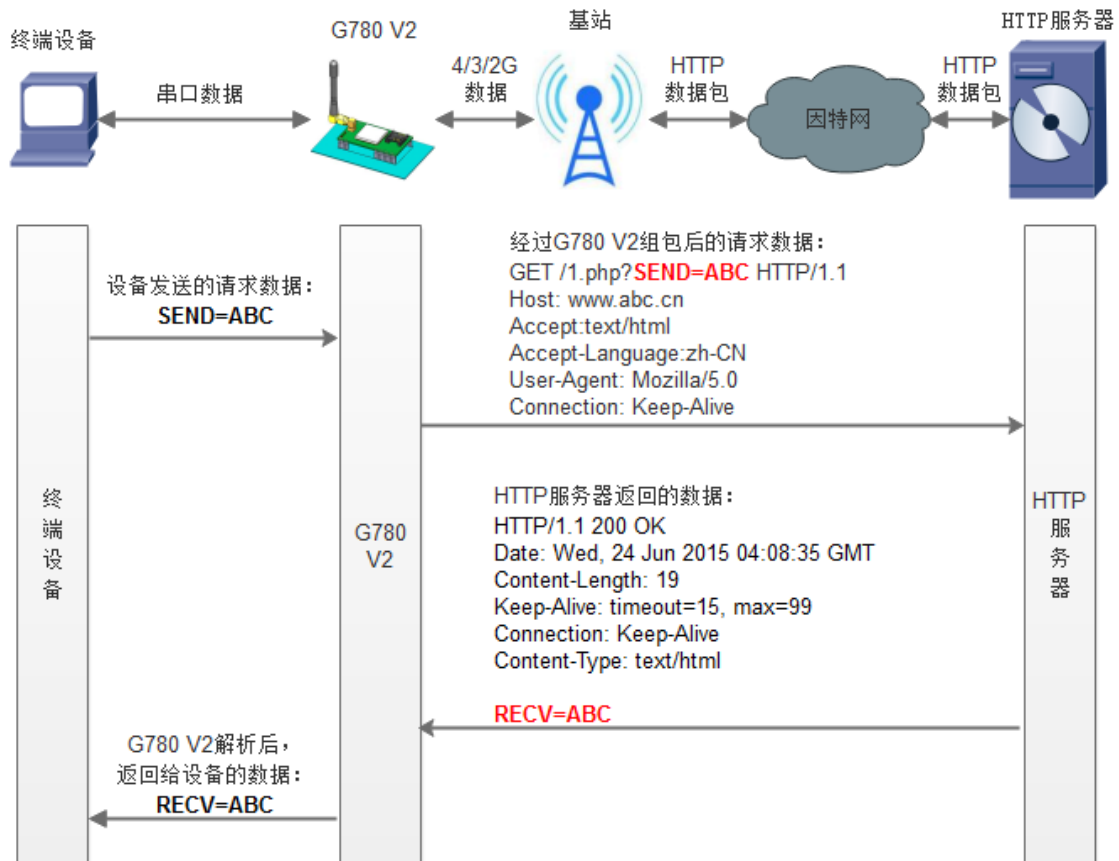 终端设备
G780 V2
基站
HTTP服务器
串口数据
4/3/2G
数据
HTTP
数据包
因特网
HTTP
数据包
设备发送的请求数据：
SEND=ABC
经过G780 V2组包后的请求数据：
GET /1.php?SEND=ABC HTTP/1.1
Host: www.abc.cn
Accept:text/html
Accept-Language:zh-CN
User-Agent: Mozilla/5.0
Connection: Keep-Alive
终
端
设
备
G780
V2
HTTP
服
务
器
HTTP服务器返回的数据：
HTTP/1.1 200 OK
Date: Wed, 24 Jun 2015 04:08:35 GMT
Content-Length: 19
Keep-Alive: timeout=15, max=99
Connection: Keep-Alive
Content-Type: text/html
RECV=ABC
G780 V2解析后，
返回给设备的数据：
RECV=ABC